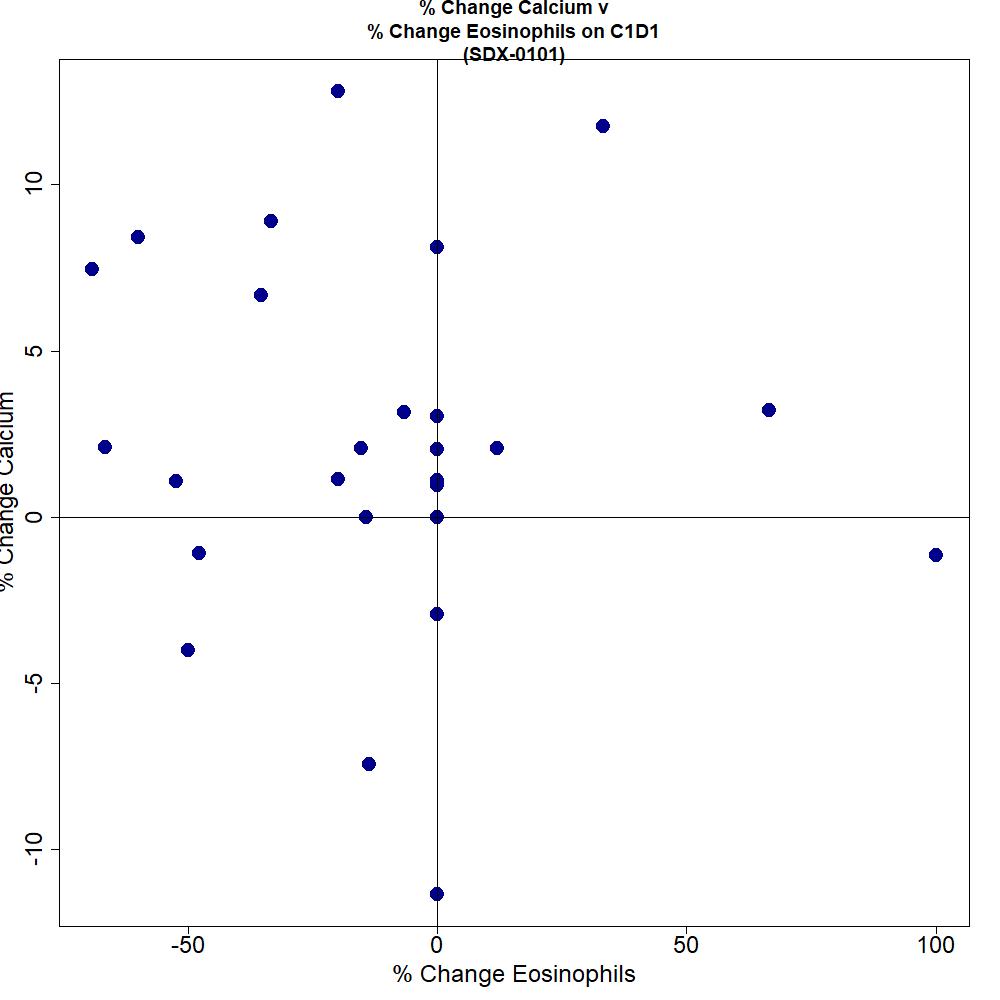 % Change Calcium v
% Change Eosinophils on C1D1
(SDX-0101)
% Change Calcium
10
5
0
-5
-10
-50
0
50
100
% Change Eosinophils